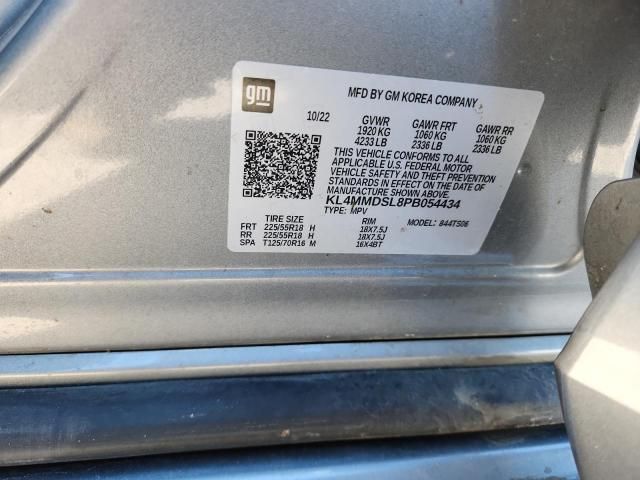 gm
MFD BY GM KOREA COMPANY
10/22 GVWR GAWR FRT GAWR RR
1920 KG 1060 KG 1060 KG
4233 LB 2336 LB 2336 LB
THIS VEHICLE CONFORMS TO ALL
APPLICABLE U.S. FEDERAL MOTOR
VEHICLE SAFETY AND THEFT PREVENTION
STANDARDS IN EFFECT ON THE DATE OF
MANUFACTURE SHOWN ABOVE.
KL4MMDSL8PB054434
TYPE: MPV MODEL: 844TS06
TIRE SIZE RIM
FRT 225/55R18 H 18X7.5J
RR 225/55R18 H 18X7.5J
SPA T125/70R16 M 16X4BT